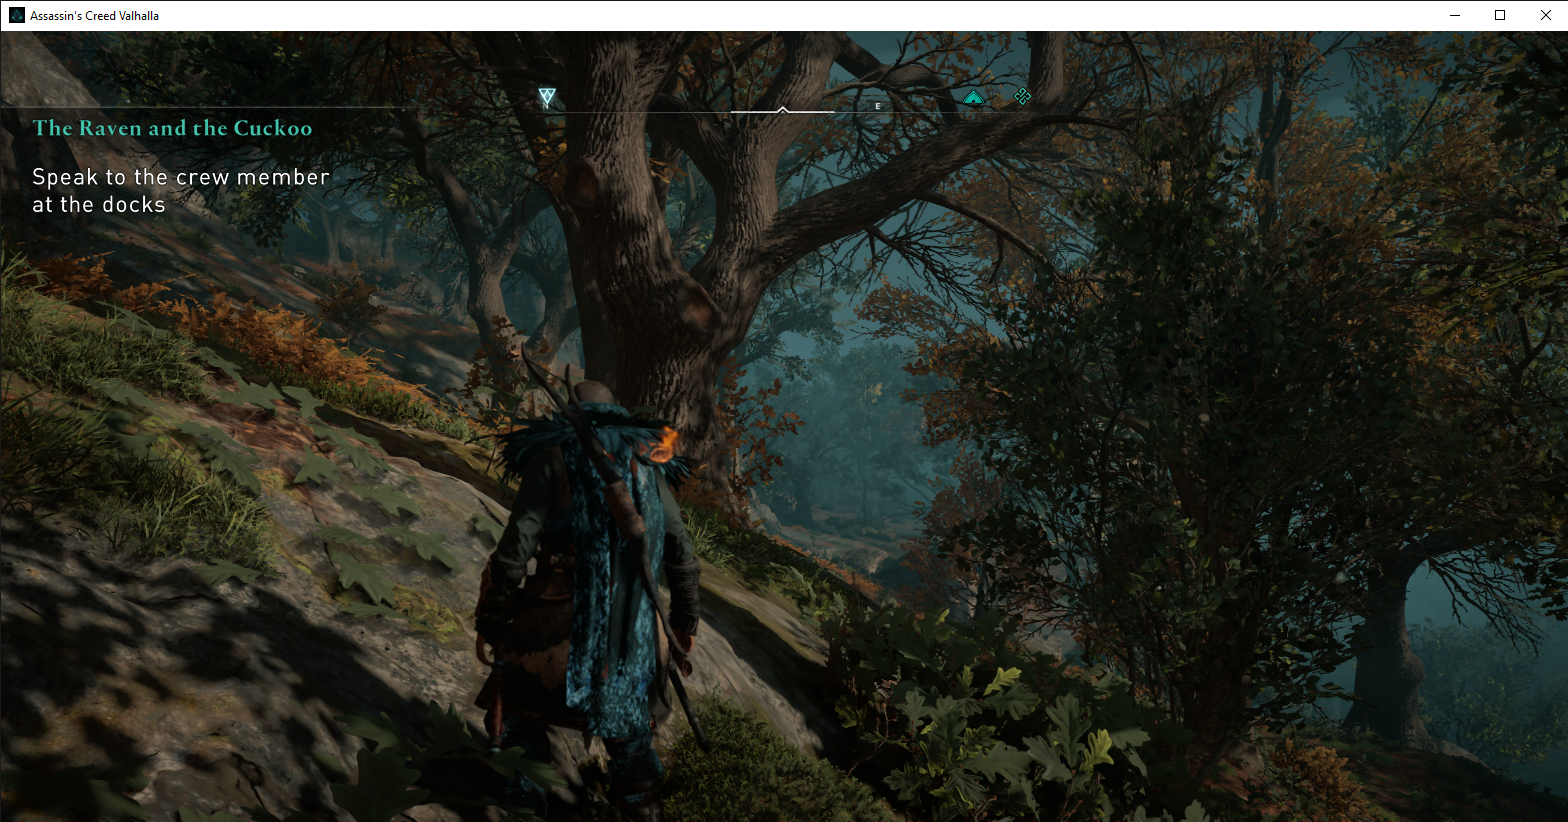 Assassin's Creed Valhalla
N
E
The Raven and the Cuckoo
Speak to the crew member
at the docks